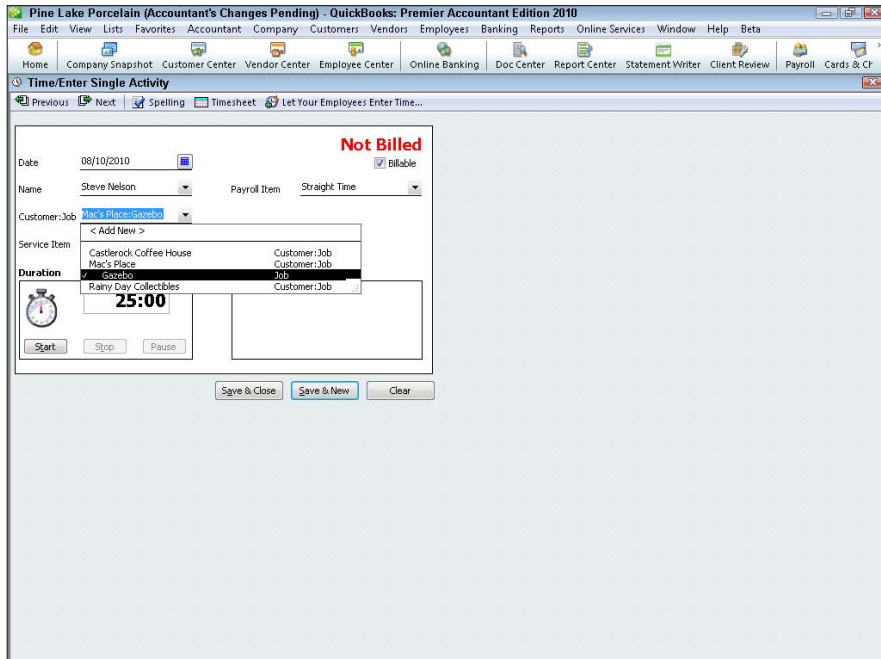 Pine Lake Porcelain (Accountant's Changes Pending) - QuickBooks: Premier Accountant Edition 2010
File Edit View Lists Favorites Accountant Company Customers Vendors Employees Banking Reports Online Services Window Help Beta
Home Company Snapshot Customer Center Vendor Center Employee Center Online Banking Doc Center Report Center Statement Writer Client Review Payroll Cards & Ch
Time/Enter Single Activity
Previous Next Spelling Timesheet Let Your Employees Enter Time...
Not Billed
Date 08/10/2010 Billable
Name Steve Nelson Payroll Item Straight Time
Customer:Job Mac's Place:Gazebo
< Add New >
Service Item
Castlerock Coffee House Customer:Job
Mac's Place Customer:Job
Duration
Gazebo Job
Rainy Day Collectibles Customer:Job
25:00
Start Stop Pause
Save & Close Save & New Clear